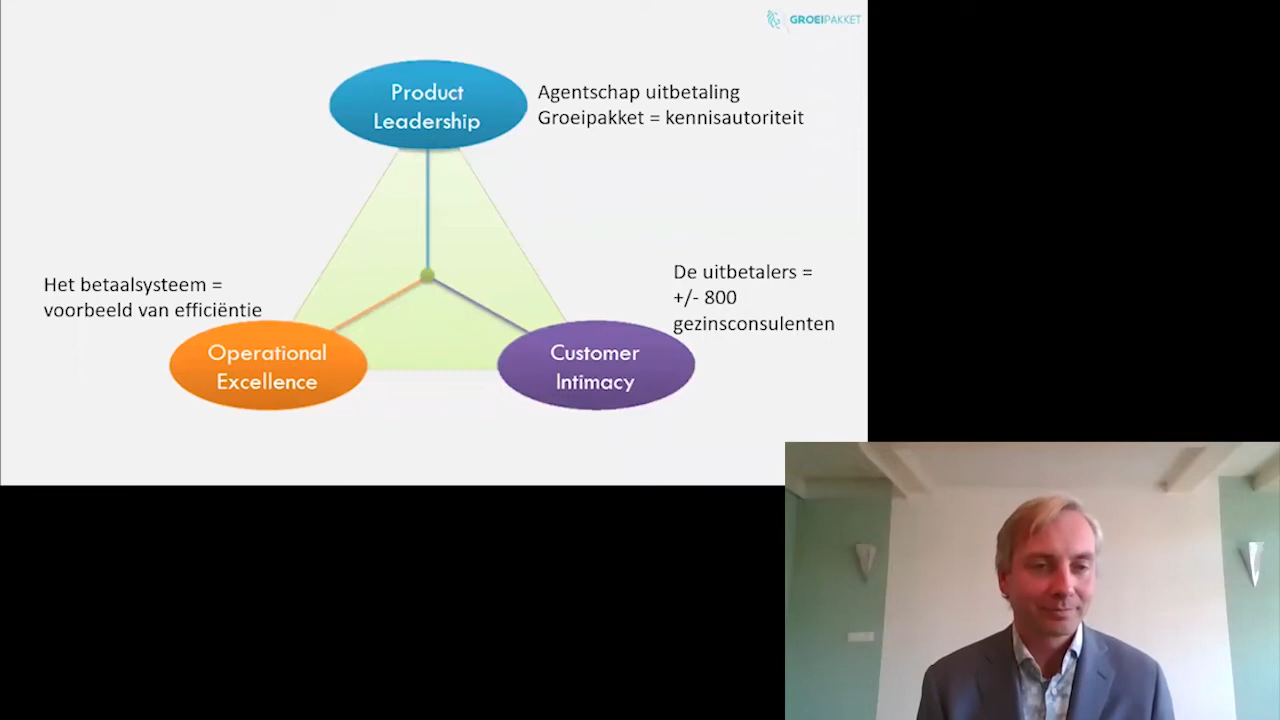 GROEIPAKKET
Product
Leadership
Agentschap uitbetaling
Groeipakket = kennisautoriteit
Het betaalsysteem =
voorbeeld van efficiëntie
De uitbetalers =
+/- 800
gezinsconsulenten
Operational
Excellence
Customer
Intimacy